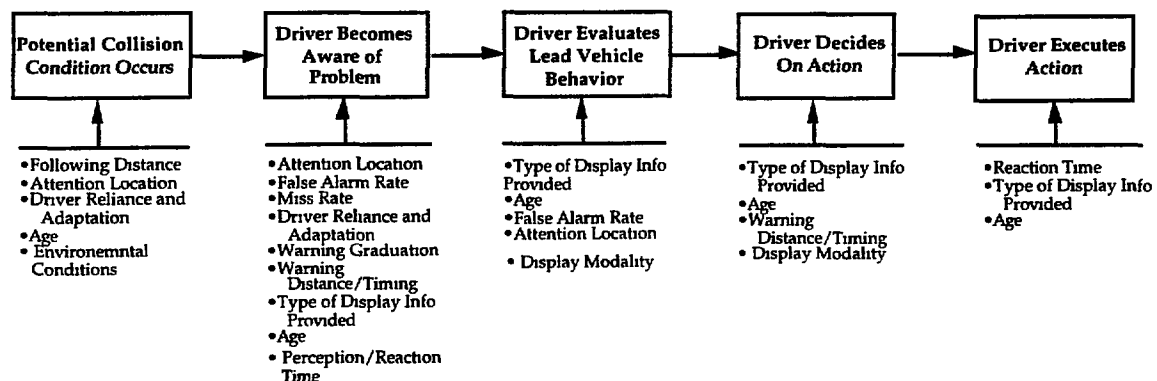 Potential Collision
Condition Occurs
Driver Becomes
Aware of
Problem
Driver Evaluates
Lead Vehicle
Behavior
Driver Decides
On Action
Driver Executes
Action
•Following Distance
•Attention Location
•Driver Reliance and
Adaptation
•Age
• Environemntal
Conditions
•Attention Location
•False Alarm Rate
•Miss Rate
•Driver Reliance and
Adaptation
•Warning Graduation
•Warning
Distance/Timing
•Type of Display Info
Provided
•Age
• Perception/Reaction
Time
•Type of Display Info
Provided
•Age
•False Alarm Rate
•Attention Location
• Display Modality
•Type of Display Info
Provided
•Age
•Warning
Distance/Timing
• Display Modality
•Reaction Time
•Type of Display Info
Provided
•Age